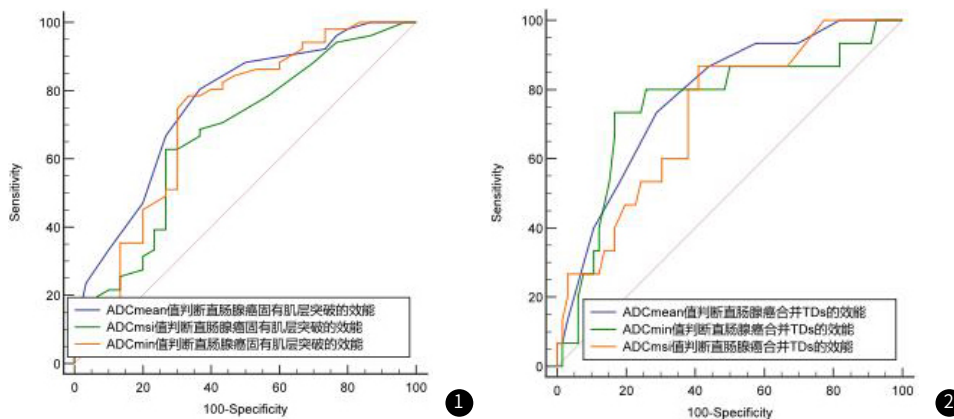 100
80
60
40
20
0
Sensitivity
ADCmean值判断直肠腺癌固有肌层突破的效能
ADCmsi值判断直肠腺癌固有肌层突破的效能
ADCmin值判断直肠腺癌固有肌层突破的效能
0 20 40 60 80 100
100-Specificity
1
100
80
60
40
20
0
Sensitivity
ADCmean值判断直肠腺癌合并TDs的效能
ADCmin值判断直肠腺癌合并TDs的效能
ADCmsi值判断直肠腺癌合并TDs的效能
0 20 40 60 80 100
100-Specificity
2